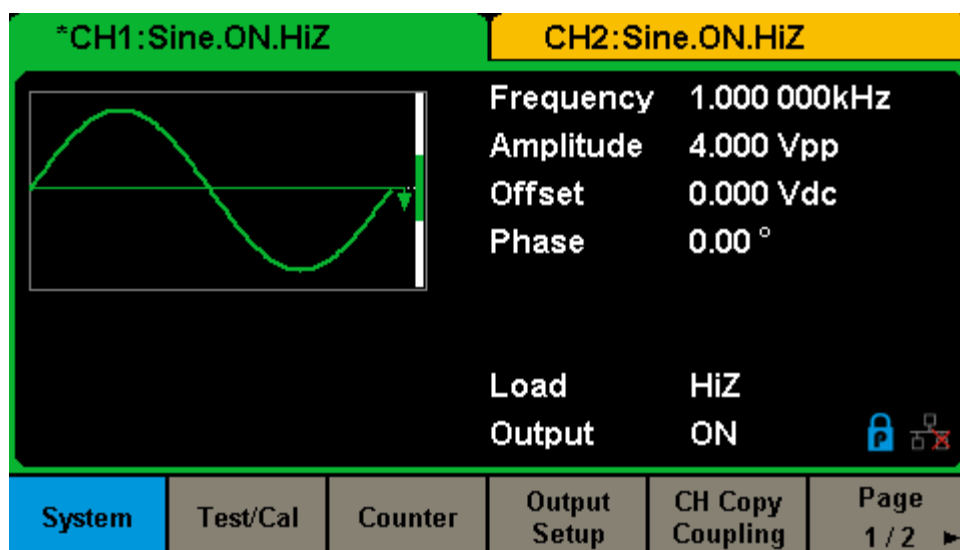 *CH1:Sine.ON.HiZ
CH2:Sine.ON.HiZ
Frequency 1.000 000kHz
Amplitude 4.000 Vpp
Offset 0.000 Vdc
Phase 0.00 °
Load HiZ
Output ON
P
System
Test/Cal
Counter
Output
Setup
CH Copy
Coupling
Page
1 / 2 ►